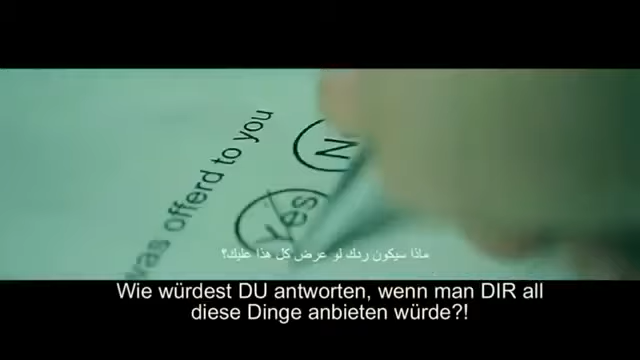 was offerd to you
Yes
N
ماذا سيكون ردك لو عرض كل هذا عليك؟
Wie würdest DU antworten, wenn man DIR all
diese Dinge anbieten würde?!